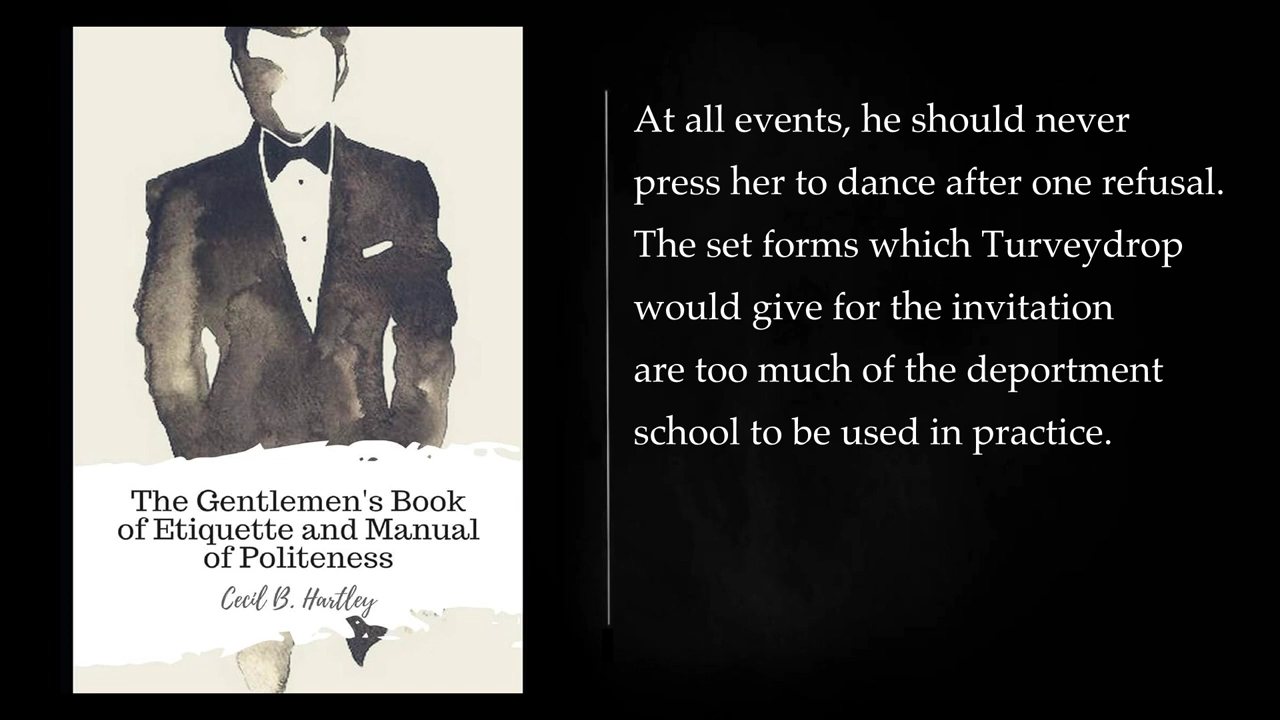 The Gentlemen's Book
of Etiquette and Manual
of Politeness
Cecil B. Hartley
At all events, he should never
press her to dance after one refusal.
The set forms which Turveydrop
would give for the invitation
are too much of the deportment
school to be used in practice.